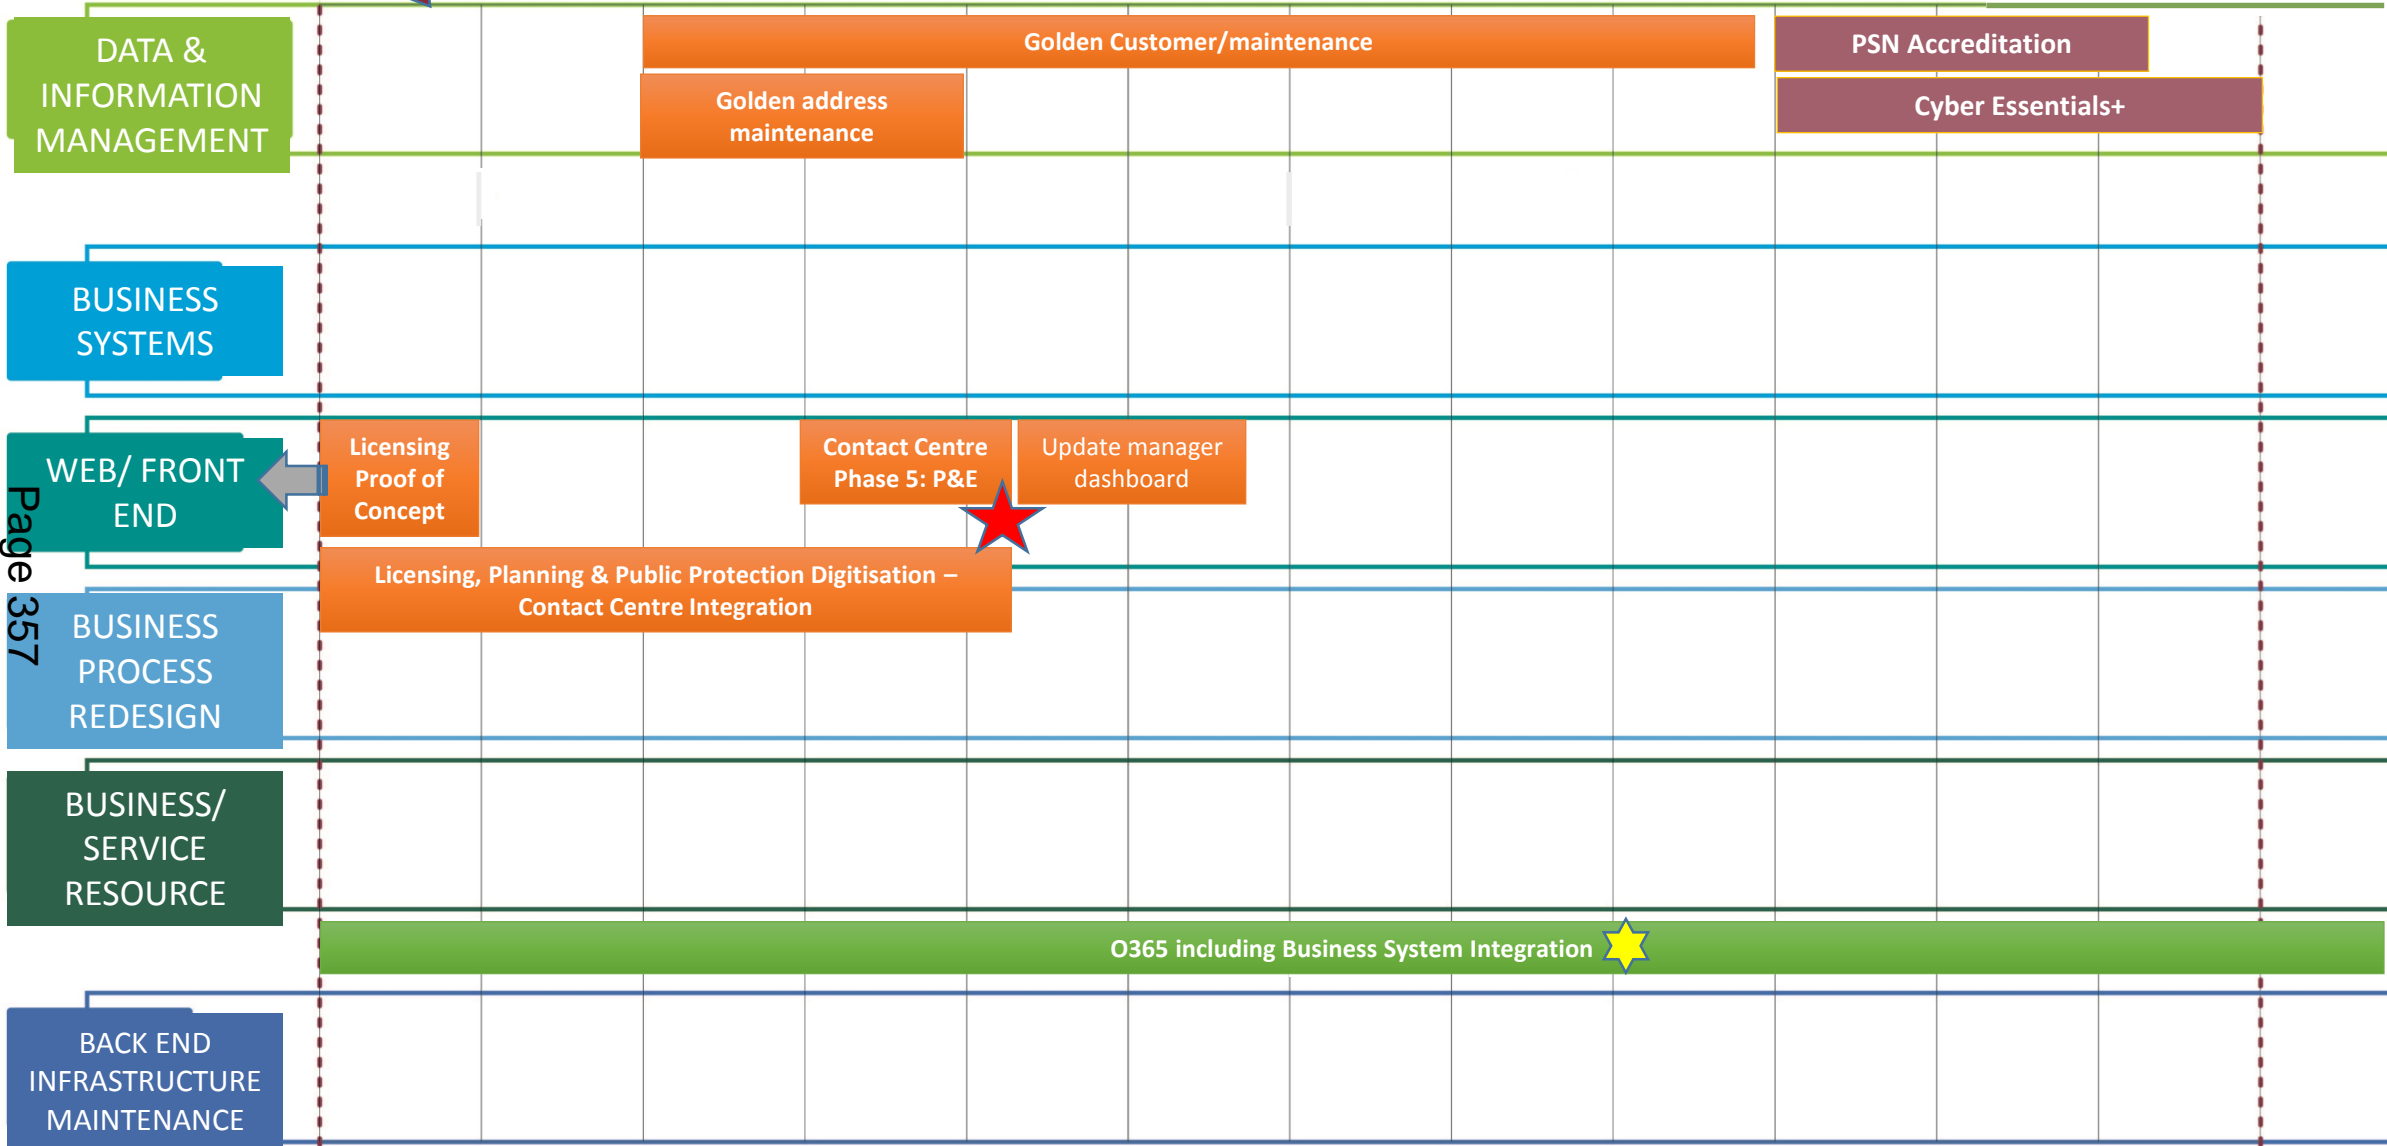 DATA &
INFORMATION
MANAGEMENT
Golden Customer/maintenance
PSN Accreditation
Golden address
maintenance
Cyber Essentials+
BUSINESS
SYSTEMS
WEB/ FRONT
END
Licensing
Proof of
Concept
Contact Centre
Phase 5: P&E
Update manager
dashboard
Licensing, Planning & Public Protection Digitisation –
Contact Centre Integration
Page 357
BUSINESS
PROCESS
REDESIGN
BUSINESS/
SERVICE
RESOURCE
O365 including Business System Integration
BACK END
INFRASTRUCTURE
MAINTENANCE